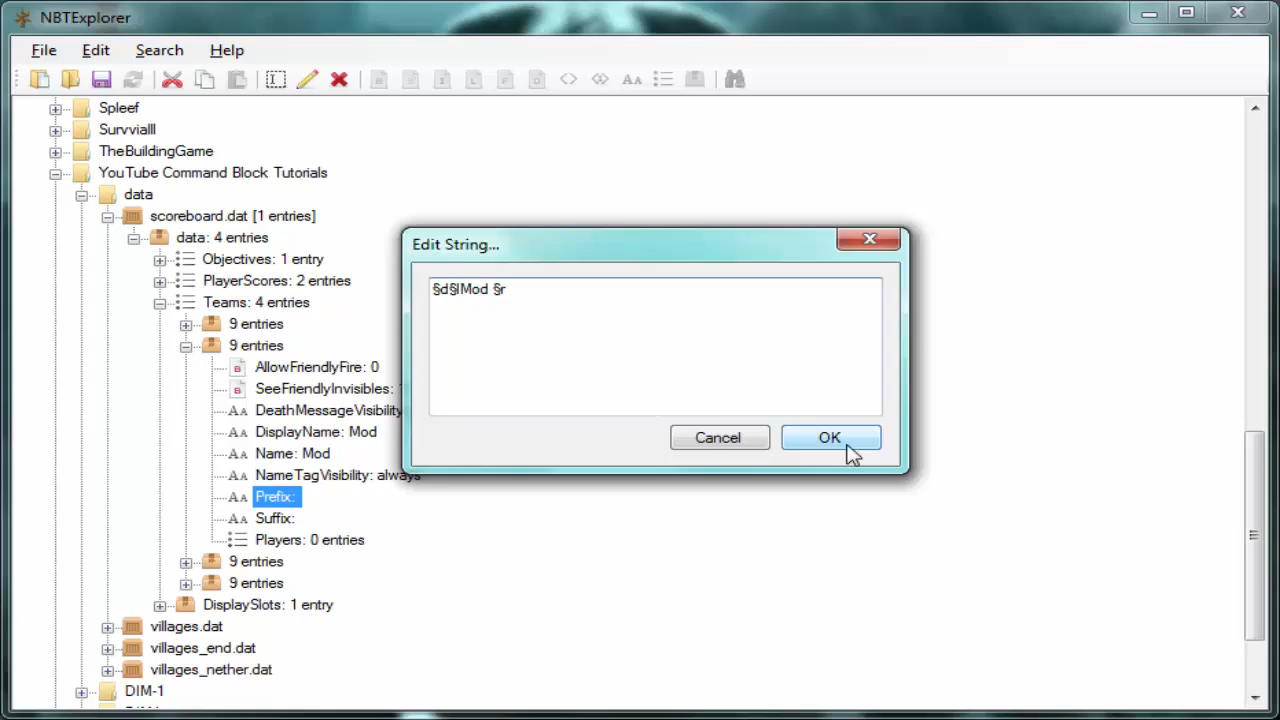 NBTExplorer
File Edit Search Help
Spleef
Survvialll
TheBuildingGame
YouTube Command Block Tutorials
data
scoreboard.dat [1 entries]
data: 4 entries
Objectives: 1 entry
PlayerScores: 2 entries
Teams: 4 entries
9 entries
9 entries
AllowFriendlyFire: 0
SeeFriendlyInvisibles:
DeathMessageVisibility
DisplayName: Mod
Name: Mod
NameTagVisibility: always
Prefix:
Suffix:
Players: 0 entries
9 entries
9 entries
DisplaySlots: 1 entry
villages.dat
villages_end.dat
villages_nether.dat
DIM-1
Edit String...
§d§lMod §r
Cancel OK